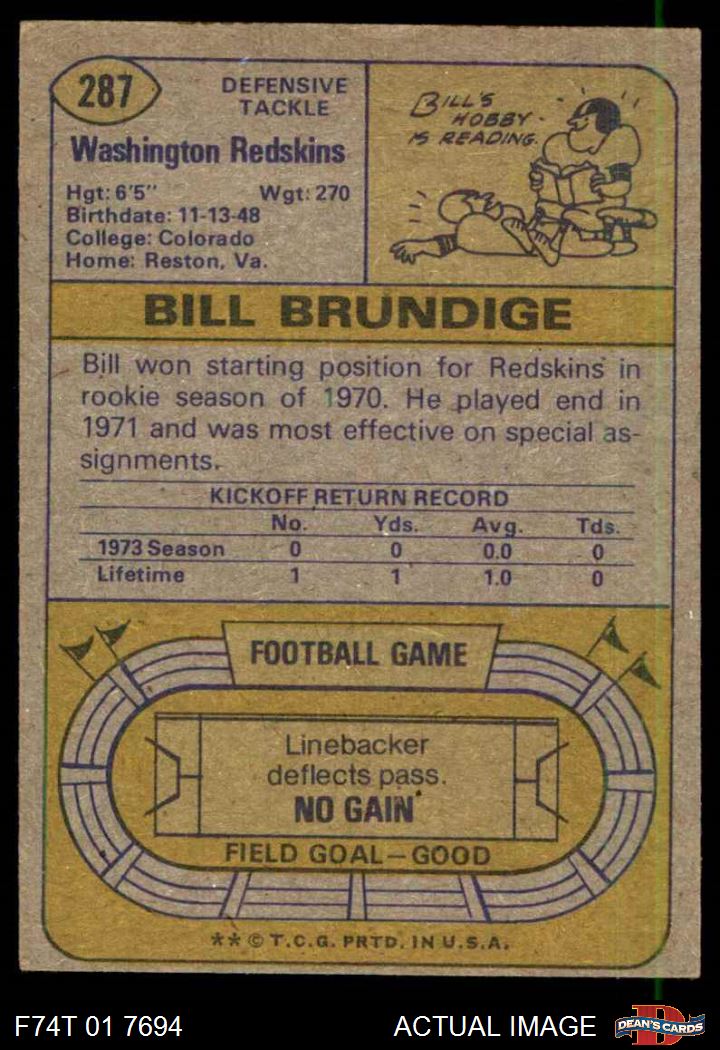 287
DEFENSIVE
TACKLE
Washington Redskins
Hgt: 6'5" Wgt: 270
Birthdate: 11-13-48
College: Colorado
Home: Reston, Va.
BILL'S
HOBBY
IS READING.
BILL BRUNDIGE
Bill won starting position for Redskins in
rookie season of 1970. He played end in
1971 and was most effective on special as-
signments.
KICKOFF RETURN RECORD
No. Yds. Avg. Tds.
1973 Season 0 0 0.0 0
Lifetime 1 1 1.0 0
FOOTBALL GAME
Linebacker
deflects pass.
NO GAIN
FIELD GOAL—GOOD
** © T.C.G. PRTD. IN U.S.A.
F74T 01 7694 ACTUAL IMAGE
D
DEAN'S CARDS